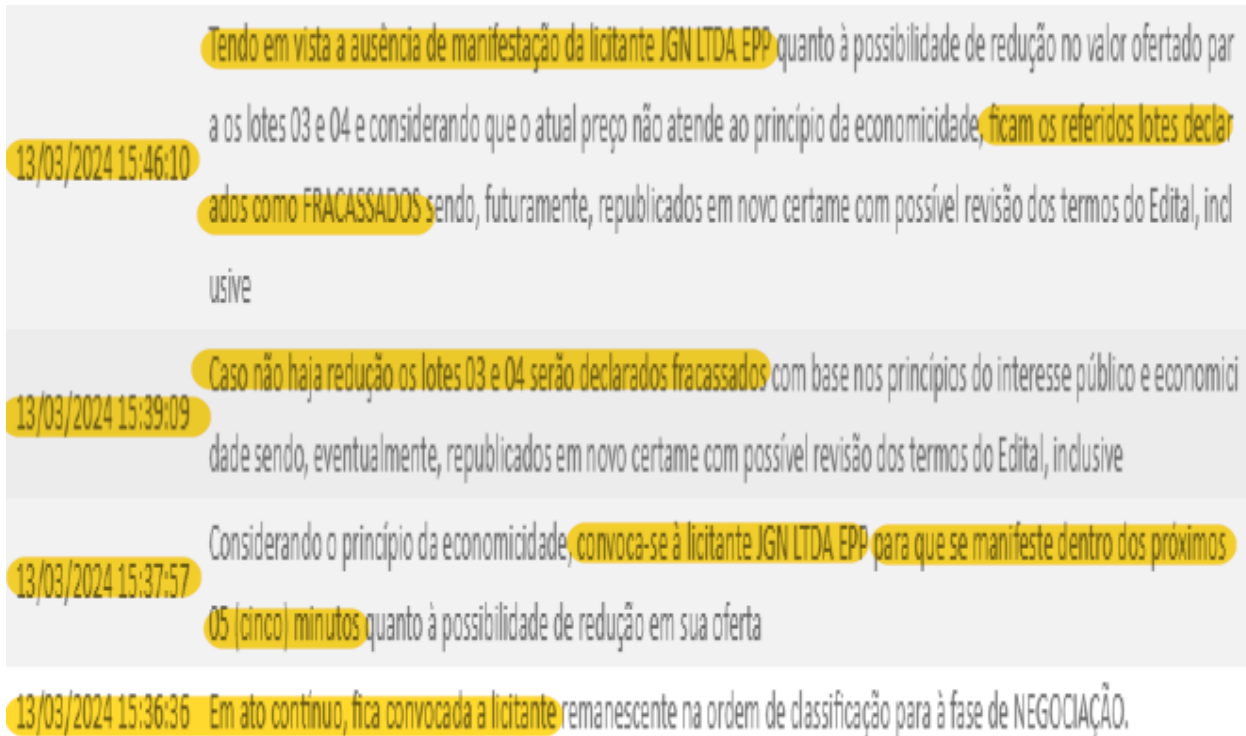 Tendo em vista a ausência de manifestação da licitante JGN LTDA EPP quanto à possibilidade de redução no valor ofertado par
a os lotes 03 e 04 e considerando que o atual preço não atende ao princípio da economicidade, ficam os referidos lotes declar
13/03/2024 15:46:10
ados como FRACASSADOS sendo, futuramente, republicados em novo certame com possível revisão dos termos do Edital, incl
usive
Caso não haja redução os lotes 03 e 04 serão declarados fracassados com base nos princípios do interesse público e economici
13/03/2024 15:39:09
dade sendo, eventualmente, republicados em novo certame com possível revisão dos termos do Edital, inclusive
Considerando o princípio da economicidade, convoca-se à licitante JGN LTDA EPP para que se manifeste dentro dos próximos
13/03/2024 15:37:57
05 (cinco) minutos quanto à possibilidade de redução em sua oferta
13/03/2024 15:36:36 Em ato contínuo, fica convocada a licitante remanescente na ordem de classificação para à fase de NEGOCIAÇÃO.